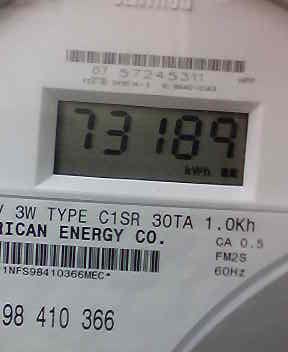 07 57245311
73189
kWh
V 3W TYPE C1SR 30TA 1.0Kh
RICAN ENERGY CO.
CA 0.5
FM2S
60Hz
1NFS98410366MEC*
98 410 366